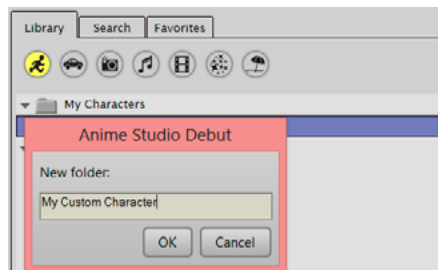 Library Search Favorites
My Characters
Anime Studio Debut
New folder:
My Custom Character
OK Cancel